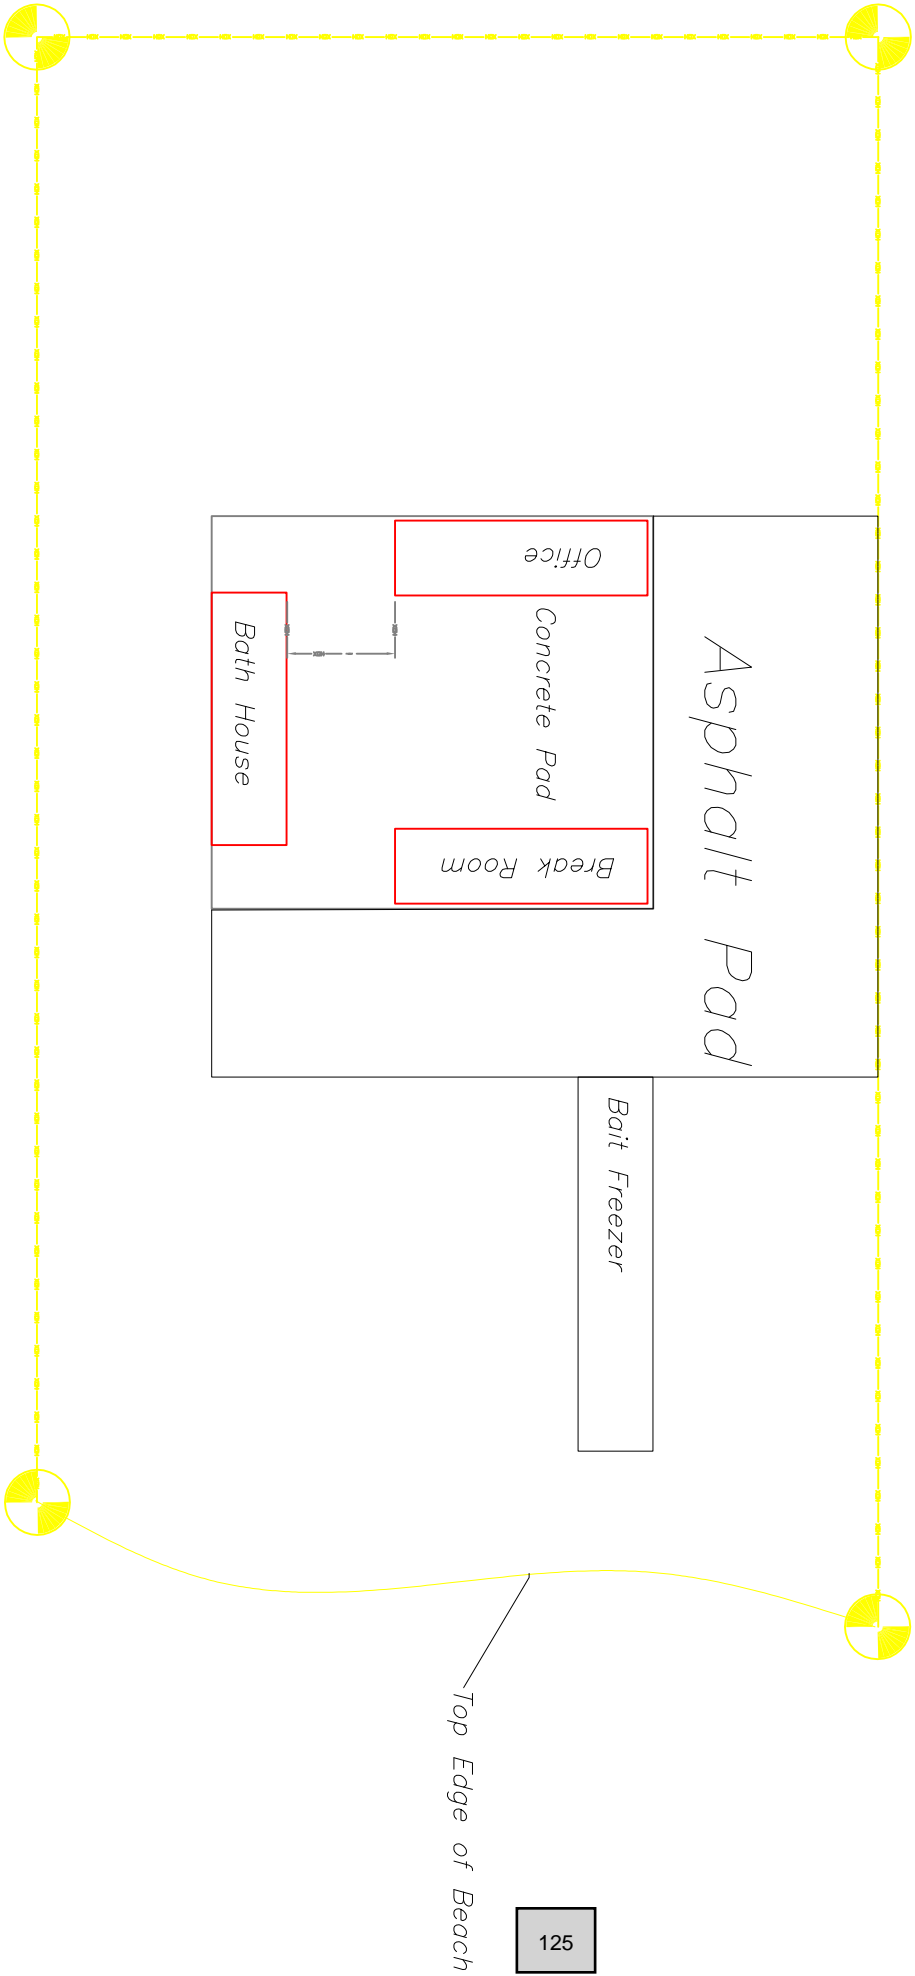 Office
Concrete Pad
Bath House
Break Room
Asphalt Pad
Bait Freezer
Top Edge of Beach
125